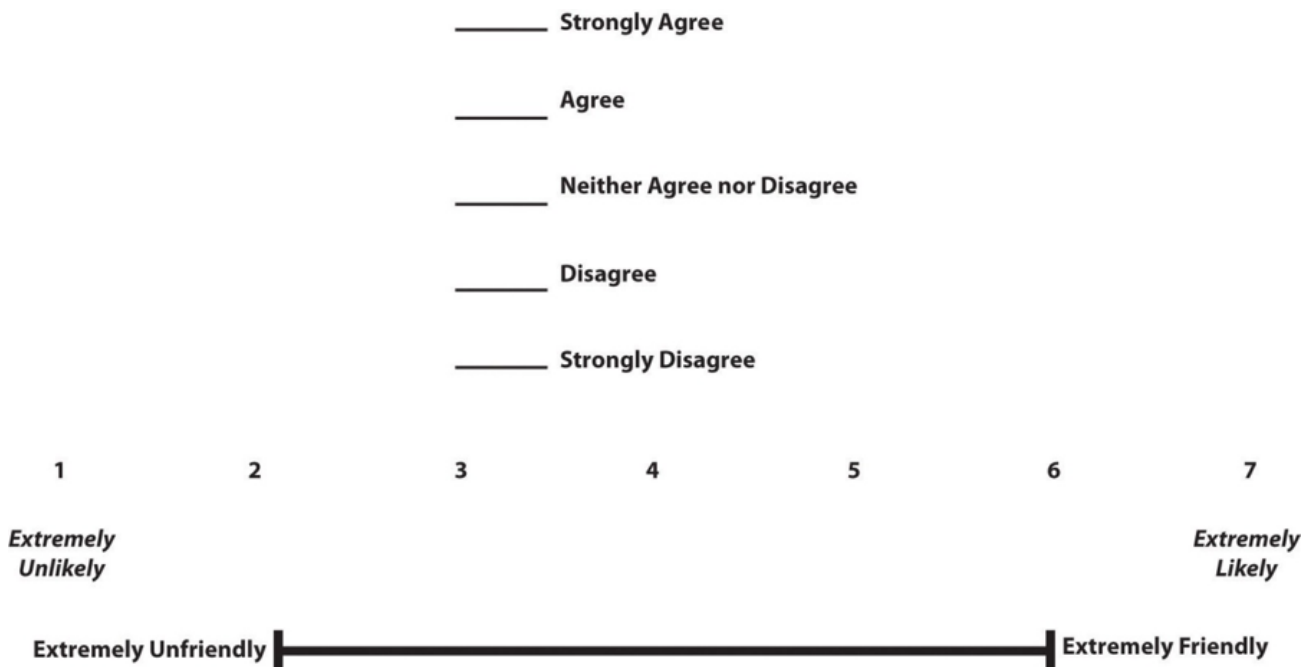 Strongly Agree
Agree
Neither Agree nor Disagree
Disagree
Strongly Disagree
1 2 3 4 5 6 7
Extremely Unlikely
Extremely Likely
Extremely Unfriendly Extremely Friendly